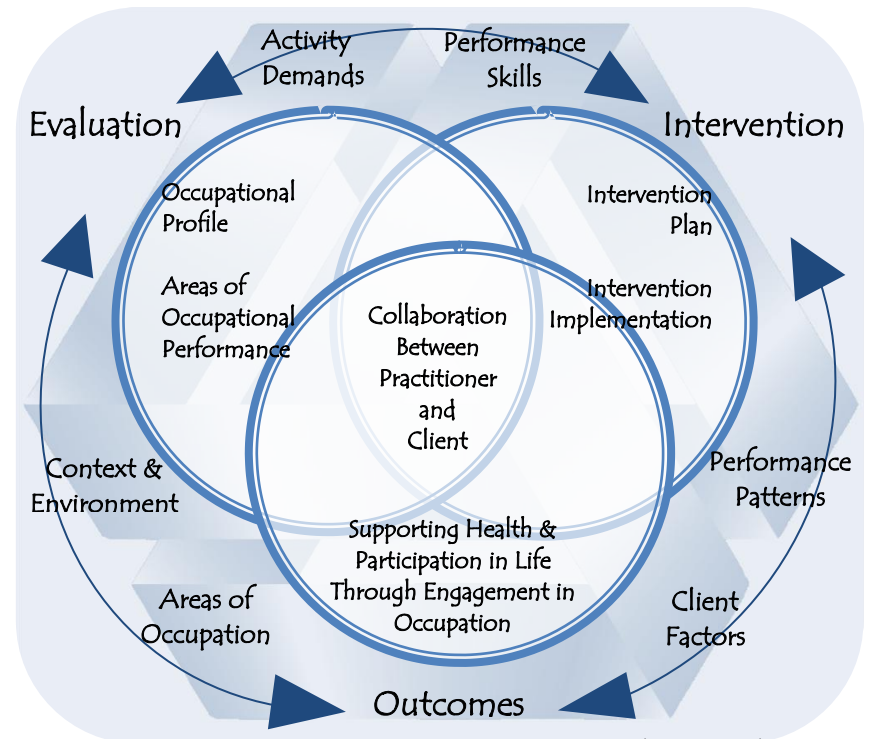 Activity
Demands
Performance
Skills
Evaluation
Intervention
Occupational
Profile
Intervention
Plan
Areas of
Occupational
Performance
Intervention
Implementation
Collaboration
Between
Practitioner
and
Client
Context &
Environment
Performance
Patterns
Supporting Health &
Participation in Life
Through Engagement in
Occupation
Areas of
Occupation
Client
Factors
Outcomes